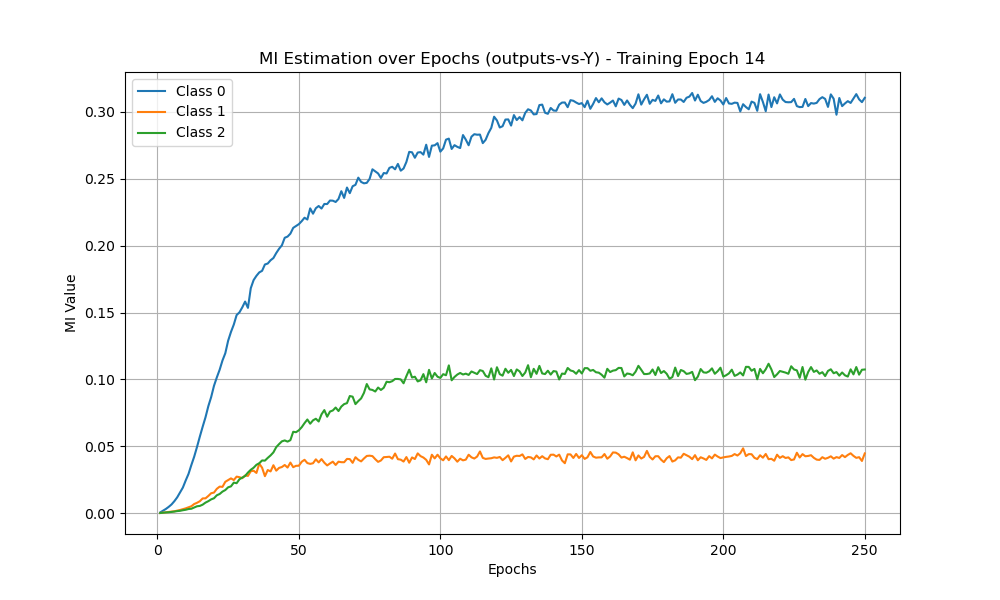 MI Estimation over Epochs (outputs-vs-Y) - Training Epoch 14
Class 0
Class 1
Class 2
0.30
0.25
0.20
0.15
0.10
0.05
0.00
MI Value
0
50
100
150
200
250
Epochs